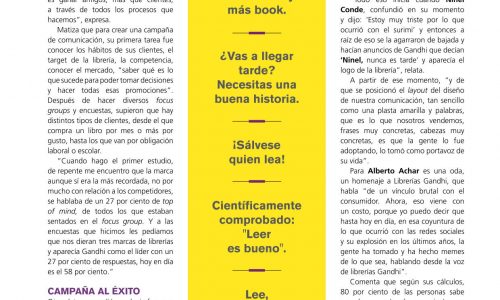 a través de todos los procesos que
hacemos”, expresa.
Matiza que para crear una campaña
de comunicación, su primera tarea fue
conocer los hábitos de sus clientes, el
target de la librería, la competencia,
conocer el mercado, “saber qué es lo
que sucede para poder tomar decisiones
y hacer todas esas promociones”.
Después de hacer diversos focus
groups y encuestas, supieron que hay
distintos tipos de clientes, desde el que
compra un libro por mes o más por
gusto, hasta los que van por obligación
laboral o escolar.
“Cuando hago el primer estudio,
de repente me encuentro que la marca
aunque sí era la más recordada, no por
mucho con relación a los competidores,
se hablaba de un 27 por ciento de top
of mind, de todos los que estaban
sentados en el focus group. Y a las
encuestas que hicimos les pedíamos
que nos dieran tres marcas de librerías
y aparecía Gandhi como el líder con un
27 por ciento de respuestas, hoy en día
es el 58 por ciento.”
CAMPAÑA AL ÉXITO
más book.
¿Vas a llegar
tarde?
Necesitas una
buena historia.
¡Sálvese
quien lea!
Científicamente
comprobado:
"Leer
es bueno".
Lee,
Conde, confundió en su momento
y dijo: ‘Estoy muy triste por lo que
ocurrió con el surimi’ y entonces a
raíz de eso se la agarraron de bajada y
hacían anuncios de Gandhi que decían
‘Ninel, nunca es tarde’ y aparecía el
logo de la librería”, relata.
A partir de ese momento, “y de
que se posicionó el layout del diseño
de nuestra comunicación, tan sencillo
como una plasta amarilla y palabras,
que es lo que nosotros vendemos,
frases muy concretas, cabezas muy
concretas, es que la gente lo fue
adoptando, lo tomó como portavoz de
su vida”.
Para Alberto Achar es una oda,
un homenaje a Librerías Gandhi, que
habla “de un vínculo brutal con el
consumidor. Ahora, eso viene con
un costo, porque yo puedo decir que
hasta hoy en día, en esa coyuntura de
lo que ocurrió con las redes sociales
y su explosión en los últimos años, la
gente ha tomado y ha hecho memes
de lo que sea, hablando desde la voz
de librerías Gandhi”.
Comenta que según sus cálculos,
80 por ciento de las personas sabe